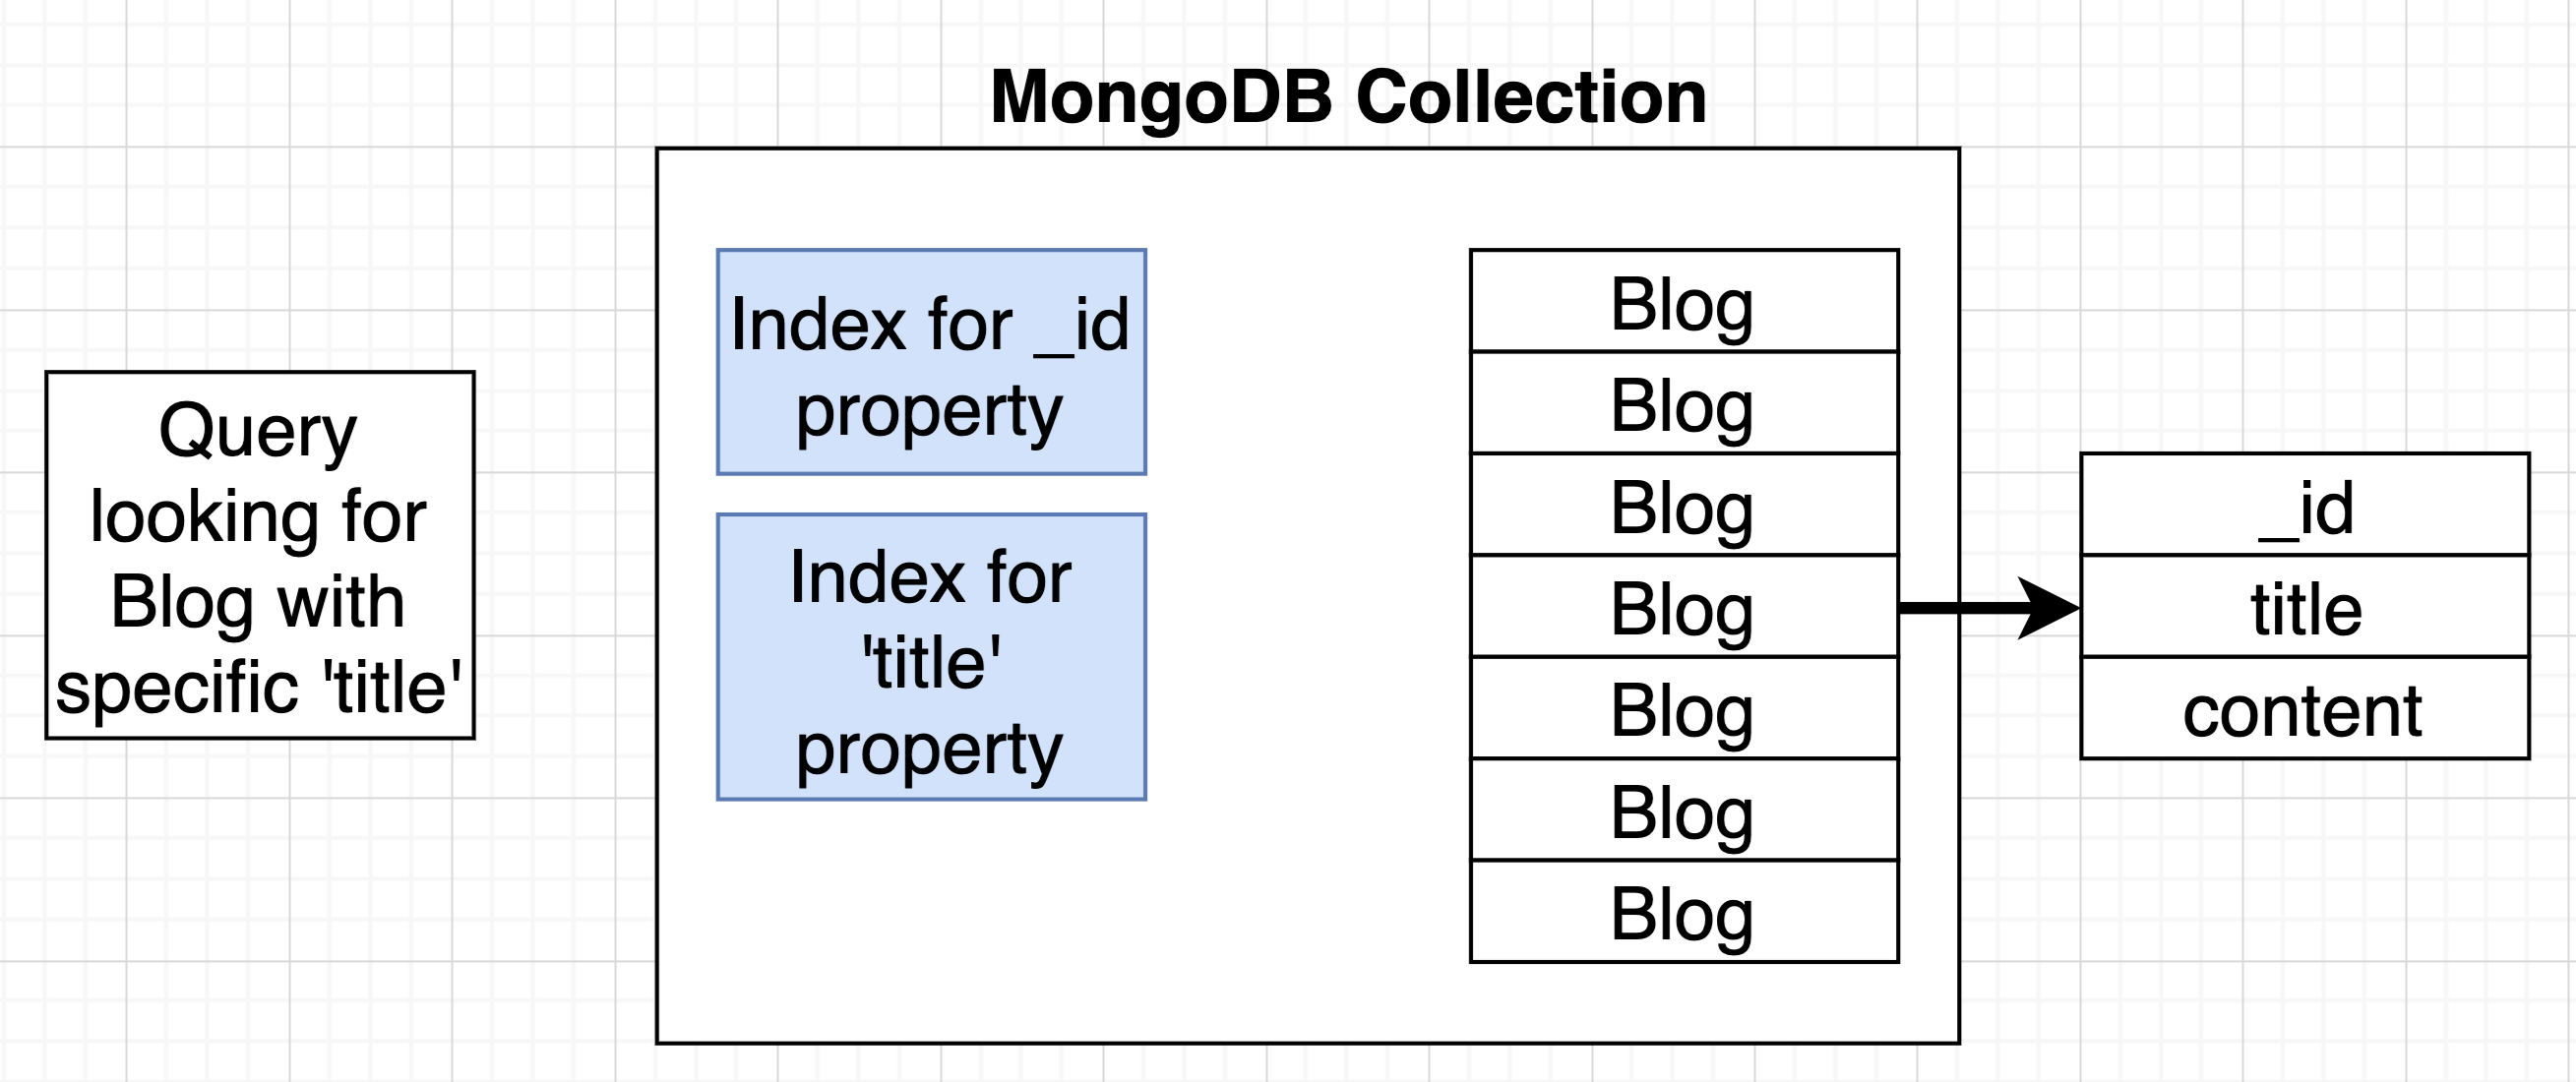 MongoDB Collection
Query
looking for
Blog with
specific 'title'
Index for _id
property
Index for
'title'
property
Blog
Blog
Blog
Blog
Blog
Blog
Blog
_id
title
content